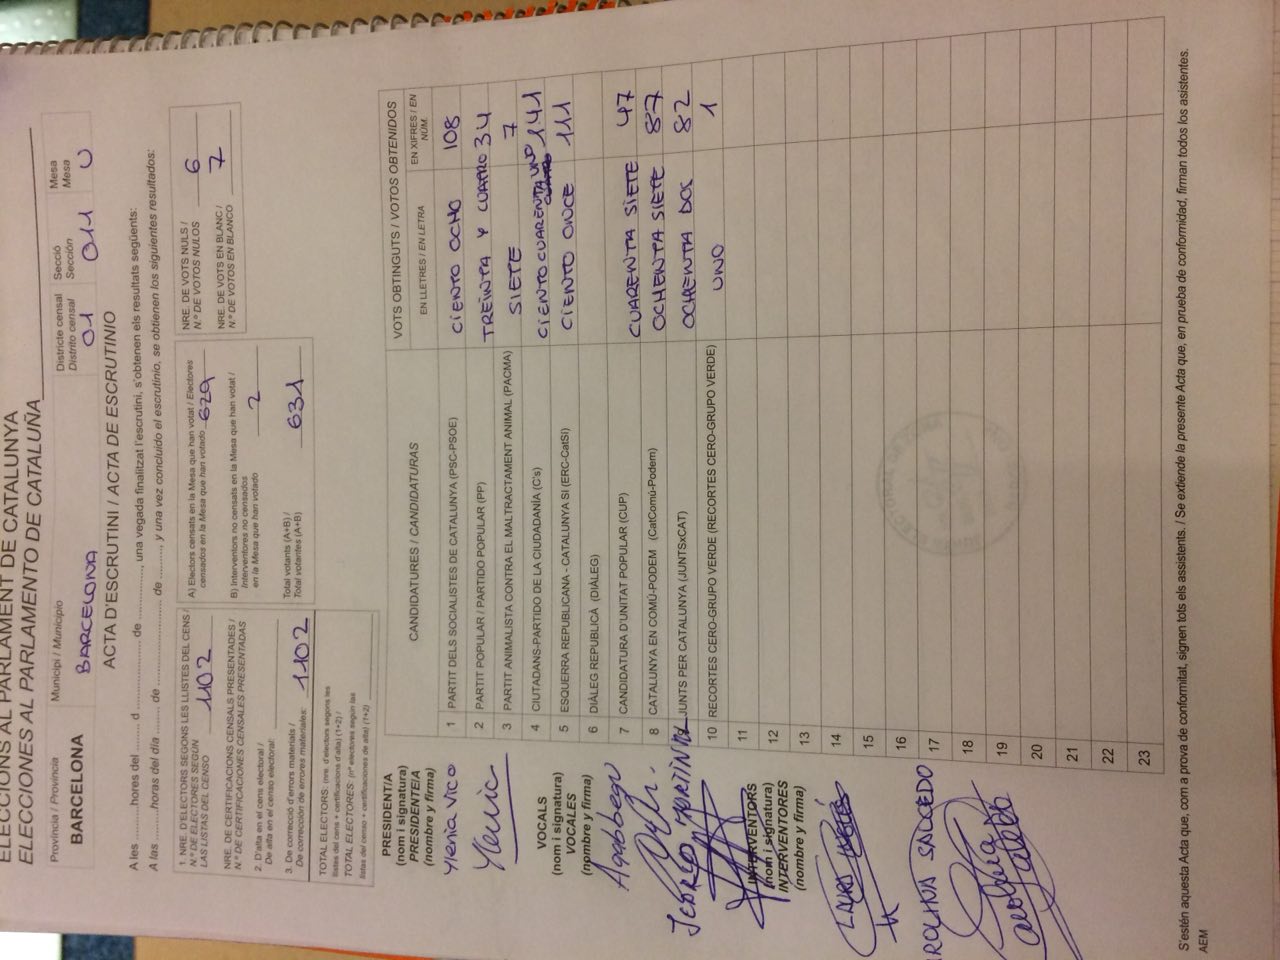 ELECCIONS AL PARLAMENT DE CATALUNYA
ELECCIONES AL PARLAMENTO DE CATALUÑA
Província / Provincia
BARCELONA
Municipi / Municipio
BARCELONA
Districte censal
Distrito censal
01
Secció
Sección
011
Mesa
Mesa
U
ACTA D'ESCRUTINI / ACTA DE ESCRUTINIO
A les ........ hores del ........ d ........ de ........, una vegada finalitzat l'escrutini, s'obtenen els resultats següents:
A las ........ horas del día ........ de ........ de ........, y una vez concluido el escrutinio, se obtienen los siguientes resultados:
1. NRE. D'ELECTORS SEGONS LES LLISTES DEL CENS /
N.º DE ELECTORES SEGÚN
LAS LISTAS DEL CENSO 1102
NRE. DE CERTIFICACIONS CENSALS PRESENTADES /
N.º DE CERTIFICACIONES CENSALES PRESENTADAS
2. D'alta en el cens electoral /
De alta en el censo electoral:
3. De correcció d'errors materials /
De corrección de errores materiales: 1102
TOTAL ELECTORS: (nre. d'electors segons les
llistes del cens + certificacions d'alta) (1+2) /
TOTAL ELECTORES: (nº electores según las
listas del censo + certificaciones de alta) (1+2)
A) Electors censats en la Mesa que han votat / Electores
censados en la Mesa que han votado 629
B) Interventors no censats en la Mesa que han votat /
Interventores no censados
en la Mesa que han votado 2
Total votants (A+B) /
Total votantes (A+B) 631
NRE. DE VOTS NULS /
N.º DE VOTOS NULOS 6
NRE. DE VOTS EN BLANC /
N.º DE VOTOS EN BLANCO 7
CANDIDATURES / CANDIDATURAS
VOTS OBTINGUTS / VOTOS OBTENIDOS
EN LLETRES / EN LETRA
EN XIFRES / EN NÚM.
1 PARTIT DELS SOCIALISTES DE CATALUNYA (PSC-PSOE) CIENTO OCHO 108
2 PARTIT POPULAR / PARTIDO POPULAR (PP) TREINTA Y CUATRO 34
3 PARTIT ANIMALISTA CONTRA EL MALTRACTAMENT ANIMAL (PACMA) SIETE 7
4 CIUTADANS-PARTIDO DE LA CIUDADANÍA (C's) CIENTO CUARENTA UNO 141
5 ESQUERRA REPUBLICANA - CATALUNYA SÍ (ERC-CatSí) CIENTO ONCE 111
6 DIÀLEG REPUBLICÀ (DIÀLEG)
7 CANDIDATURA D'UNITAT POPULAR (CUP) CUARENTA SIETE 47
8 CATALUNYA EN COMÚ-PODEM (CatComú-Podem) OCHENTA SIETE 87
JUNTS PER CATALUNYA (JUNTSxCAT) OCHENTA DOS 82
10 RECORTES CERO-GRUPO VERDE (RECORTES CERO-GRUPO VERDE) UNO 1
11
12
13
14
15
16
17
18
19
20
21
22
23
PRESIDENT/A
(nom i signatura)
PRESIDENTE/A
(nombre y firma)
Ylenia Vico
VOCALS
(nom i signatura)
VOCALES
(nombre y firma)
INTERVENTORS
(nom i signatura)
INTERVENTORES
(nombre y firma)
SALCEDO
S'estén aquesta Acta que, com a prova de conformitat, signen tots els assistents. / Se extiende la presente Acta que, en prueba de conformidad, firman todos los asistentes.
AEM